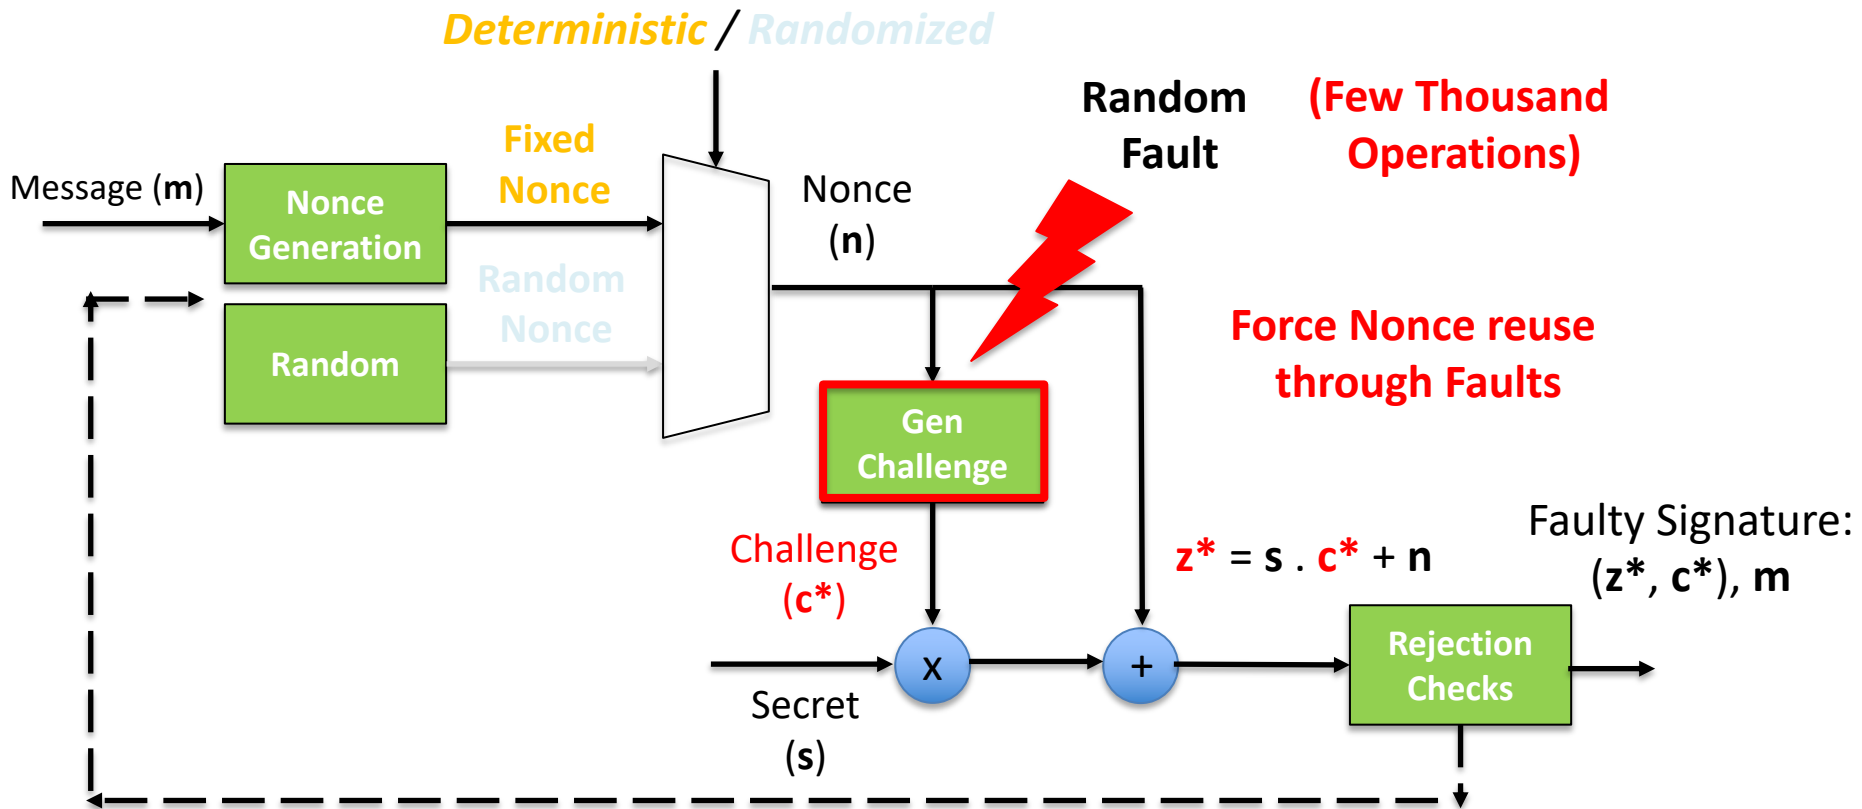 Deterministic / Randomized
Random
Fault
(Few Thousand
Operations)
Fixed
Nonce
Message (m)
Nonce
Generation
Nonce
(n)
Random
Nonce
Random
Force Nonce reuse
through Faults
Gen
Challenge
Challenge
(c*)
z* = s . c* + n
Faulty Signature:
(z*, c*), m
x
+
Rejection
Checks
Secret
(s)